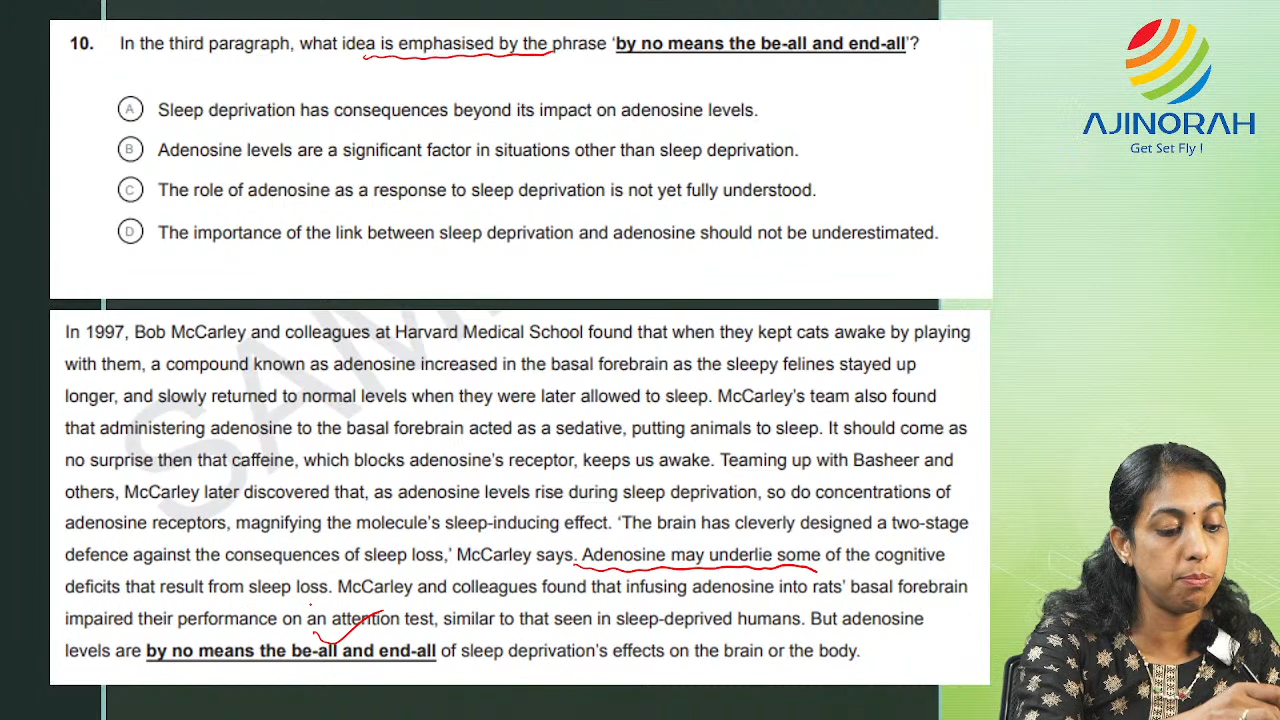 10. In the third paragraph, what idea is emphasised by the phrase 'by no means the be-all and end-all'?
A Sleep deprivation has consequences beyond its impact on adenosine levels.
B Adenosine levels are a significant factor in situations other than sleep deprivation.
C The role of adenosine as a response to sleep deprivation is not yet fully understood.
D The importance of the link between sleep deprivation and adenosine should not be underestimated.
In 1997, Bob McCarley and colleagues at Harvard Medical School found that when they kept cats awake by playing
with them, a compound known as adenosine increased in the basal forebrain as the sleepy felines stayed up
longer, and slowly returned to normal levels when they were later allowed to sleep. McCarley's team also found
that administering adenosine to the basal forebrain acted as a sedative, putting animals to sleep. It should come as
no surprise then that caffeine, which blocks adenosine's receptor, keeps us awake. Teaming up with Basheer and
others, McCarley later discovered that, as adenosine levels rise during sleep deprivation, so do concentrations of
adenosine receptors, magnifying the molecule's sleep-inducing effect. 'The brain has cleverly designed a two-stage
defence against the consequences of sleep loss,' McCarley says. Adenosine may underlie some of the cognitive
deficits that result from sleep loss. McCarley and colleagues found that infusing adenosine into rats' basal forebrain
impaired their performance on an attention test, similar to that seen in sleep-deprived humans. But adenosine
levels are by no means the be-all and end-all of sleep deprivation's effects on the brain or the body.
AJINORAH
Get Set Fly !